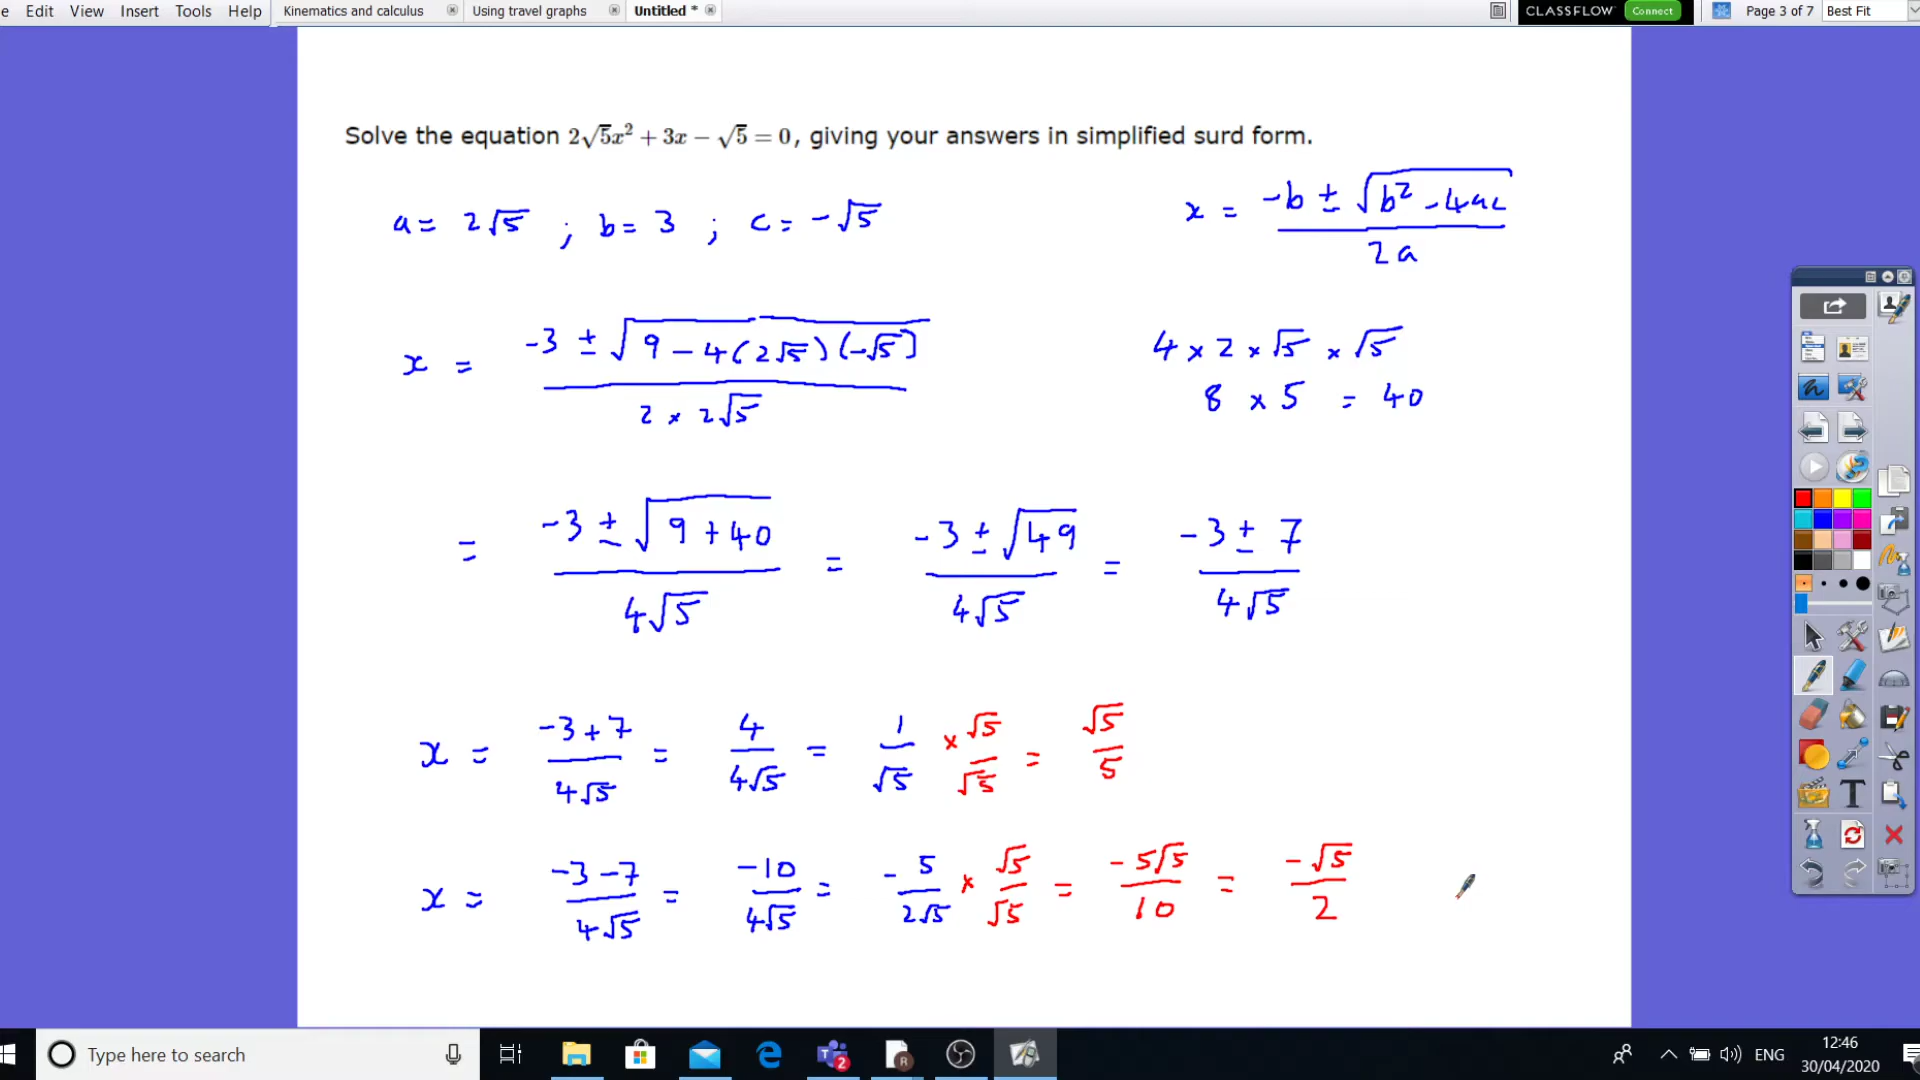 e Edit View Insert Tools Help Kinematics and calculus Using travel graphs Untitled * CLASSFLOW Connect Page 3 of 7 Best Fit
Solve the equation 2√5x² + 3x − √5 = 0, giving your answers in simplified surd form.
a = 2√5 ; b = 3 ; c = -√5
x = (-b ± √(b² - 4ac)) / 2a
x = (-3 ± √(9 - 4(2√5)(-√5))) / (2 × 2√5)
4 × 2 × √5 × √5
8 × 5 = 40
= (-3 ± √(9 + 40)) / 4√5 = (-3 ± √49) / 4√5 = (-3 ± 7) / 4√5
x = (-3 + 7) / 4√5 = 4 / 4√5 = 1 / √5 × √5 / √5 = √5 / 5
x = (-3 - 7) / 4√5 = -10 / 4√5 = - 5 / 2√5 × √5 / √5 = -5√5 / 10 = -√5 / 2
T
Type here to search
2
R
ENG
12:46
30/04/2020